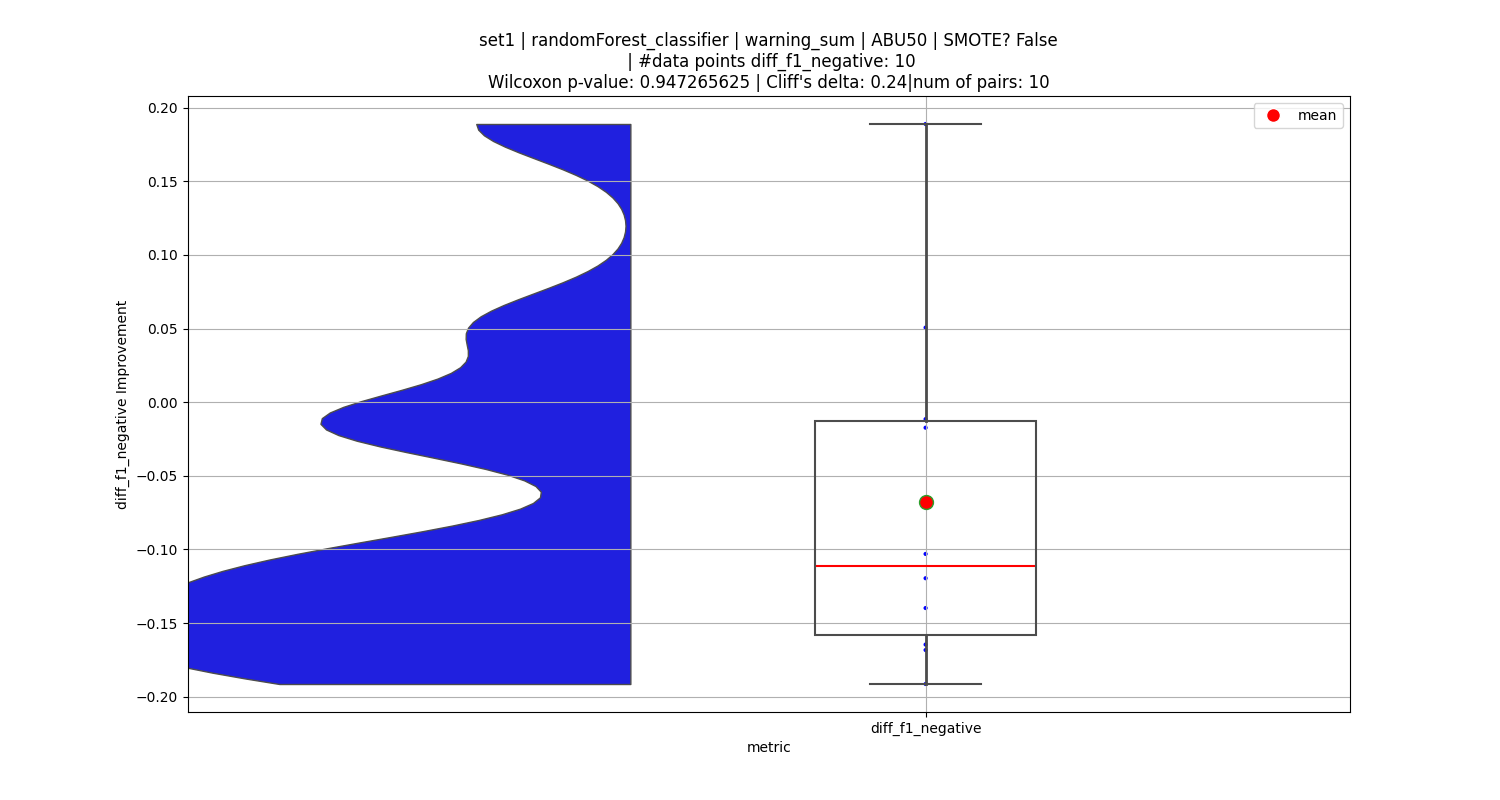 set1 | randomForest_classifier | warning_sum | ABU50 | SMOTE? False
| #data points diff_f1_negative: 10
Wilcoxon p-value: 0.947265625 | Cliff's delta: 0.24|num of pairs: 10
mean
0.20
0.15
0.10
0.05
0.00
−0.05
−0.10
−0.15
−0.20
diff_f1_negative Improvement
diff_f1_negative
metric